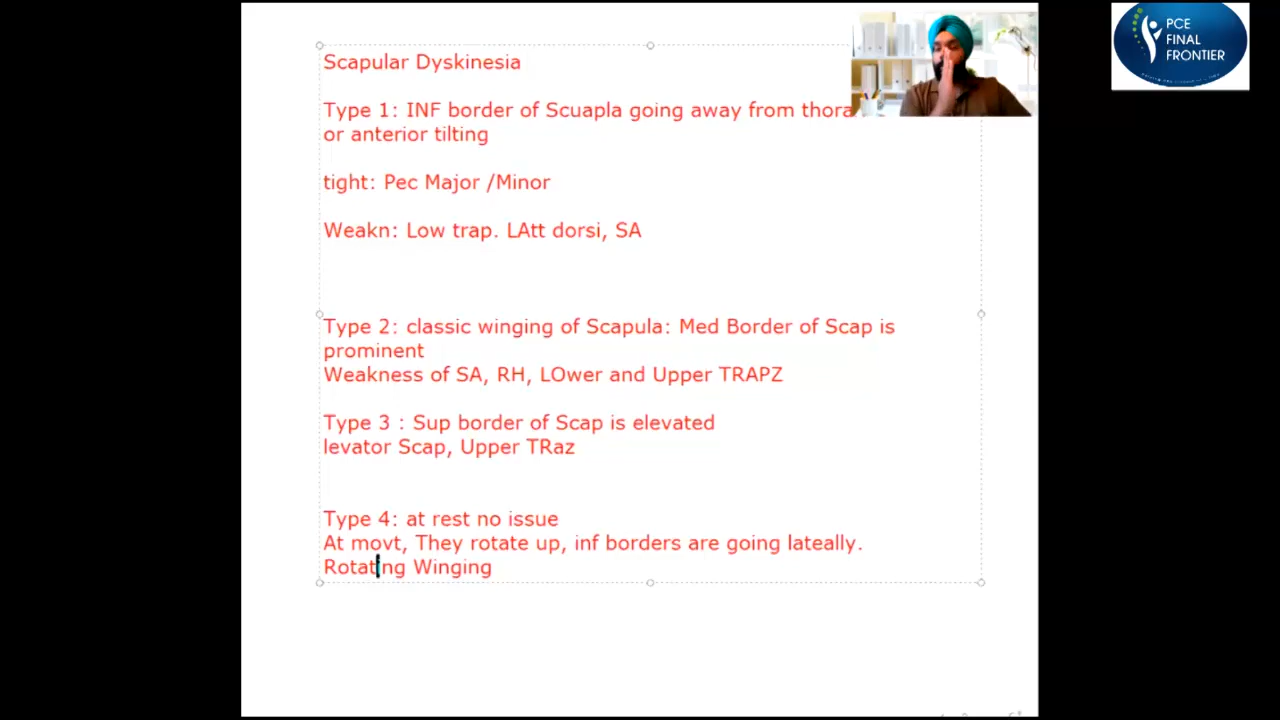 Scapular Dyskinesia
Type 1: INF border of Scuapla going away from thora
or anterior tilting
tight: Pec Major /Minor
Weakn: Low trap. LAtt dorsi, SA
Type 2: classic winging of Scapula: Med Border of Scap is
prominent
Weakness of SA, RH, LOwer and Upper TRAPZ
Type 3 : Sup border of Scap is elevated
levator Scap, Upper TRaz
Type 4: at rest no issue
At movt, They rotate up, inf borders are going lateally.
Rotating Winging
PCE
FINAL
FRONTIER